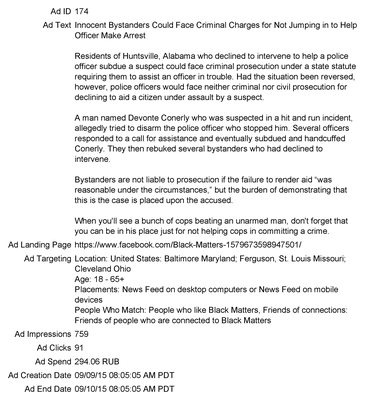 Ad ID 174
Ad Text Innocent Bystanders Could Face Criminal Charges for Not Jumping in to Help
Officer Make Arrest
Residents of Huntsville, Alabama who declined to intervene to help a police
officer subdue a suspect could face criminal prosecution under a state statute
requiring them to assist an officer in trouble. Had the situation been reversed,
however, police officers would face neither criminal nor civil prosecution for
declining to aid a citizen under assault by a suspect.
A man named Devonte Conerly who was suspected in a hit and run incident,
allegedly tried to disarm the police officer who stopped him. Several officers
responded to a call for assistance and eventually subdued and handcuffed
Conerly. They then rebuked several bystanders who had declined to
intervene.
Bystanders are not liable to prosecution if the failure to render aid “was
reasonable under the circumstances,” but the burden of demonstrating that
this is the case is placed upon the accused.
When you'll see a bunch of cops beating an unarmed man, don't forget that
you can be in his place just for not helping cops in committing a crime.
Ad Landing Page https://www.facebook.com/Black-Matters-1579673598947501/
Ad Targeting Location: United States: Baltimore Maryland; Ferguson, St. Louis Missouri;
Cleveland Ohio
Age: 18 - 65+
Placements: News Feed on desktop computers or News Feed on mobile
devices
People Who Match: People who like Black Matters, Friends of connections:
Friends of people who are connected to Black Matters
Ad Impressions 759
Ad Clicks 91
Ad Spend 294.06 RUB
Ad Creation Date 09/09/15 08:05:05 AM PDT
Ad End Date 09/10/15 08:05:05 AM PDT